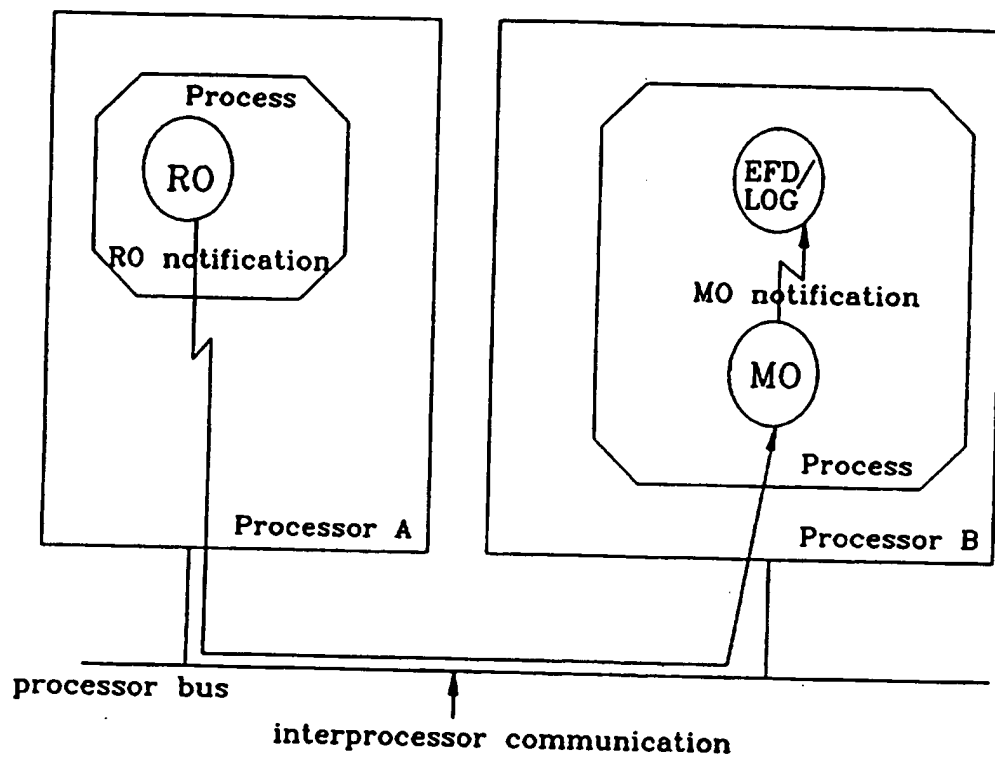 Process
RO
RO notification
Processor A
EFD/
LOG
MO notification
MO
Process
Processor B
processor bus
interprocessor communication